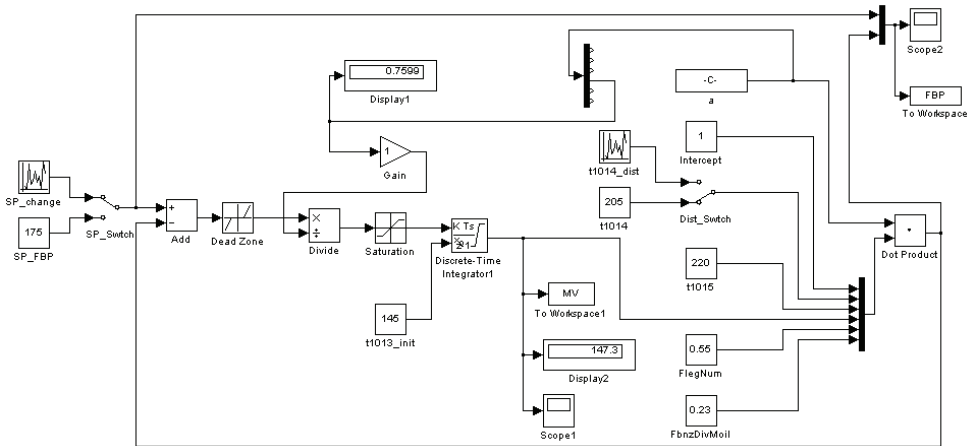 Scope2
FBP
To Workspace
0.7599
Display1
-C-
a
1
Gain
1
Intercept
t1014_dist
205
t1014
Dist_Swtch
SP_change
175
SP_FBP
SP_Swtch
+
−
Add
Dead Zone
×
÷
Divide
Saturation
K Ts
Discrete-Time
Integrator1
145
t1013_init
MV
To Workspace1
147.3
Display2
Scope1
220
t1015
0.55
FlegNum
0.23
FbnzDivMoil
Dot Product